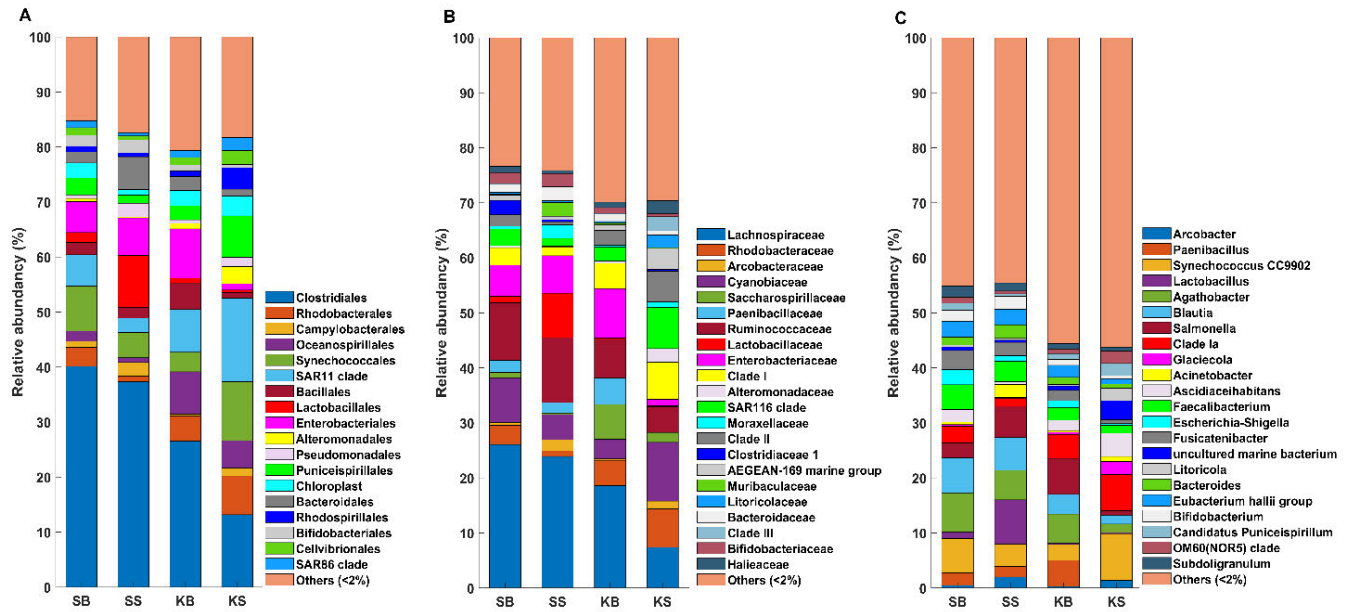 A
Relative abundancy (%)
100
90
80
70
60
50
40
30
20
10
0
SB SS KB KS
Clostridiales
Rhodobacterales
Campylobacterales
Oceanospirillales
Synechococcales
SAR11 clade
Bacillales
Lactobacillales
Enterobacteriales
Alteromonadales
Pseudomonadales
Puniceispirillales
Chloroplast
Bacteroidales
Rhodospirillales
Bifidobacteriales
Cellvibrionales
SAR86 clade
Others (<2%)
B
Relative abundancy (%)
100
90
80
70
60
50
40
30
20
10
0
SB SS KB KS
Lachnospiraceae
Rhodobacteraceae
Arcobacteraceae
Cyanobiaceae
Saccharospirillaceae
Paenibacillaceae
Ruminococcaceae
Lactobacillaceae
Enterobacteriaceae
Clade I
Alteromonadaceae
SAR116 clade
Moraxellaceae
Clade II
Clostridiaceae 1
AEGEAN-169 marine group
Muribaculaceae
Litoricolaceae
Bacteroidaceae
Clade III
Bifidobacteriaceae
Halieaceae
Others (<2%)
C
Relative abundancy (%)
100
90
80
70
60
50
40
30
20
10
0
SB SS KB KS
Arcobacter
Paenibacillus
Synechococcus CC9902
Lactobacillus
Agathobacter
Blautia
Salmonella
Clade Ia
Glaciecola
Acinetobacter
Ascidiaceihabitans
Faecalibacterium
Escherichia-Shigella
Fusicatenibacter
uncultured marine bacterium
Litoricola
Bacteroides
Eubacterium hallii group
Bifidobacterium
Candidatus Puniceispirillum
OM60(NOR5) clade
Subdoligranulum
Others (<2%)